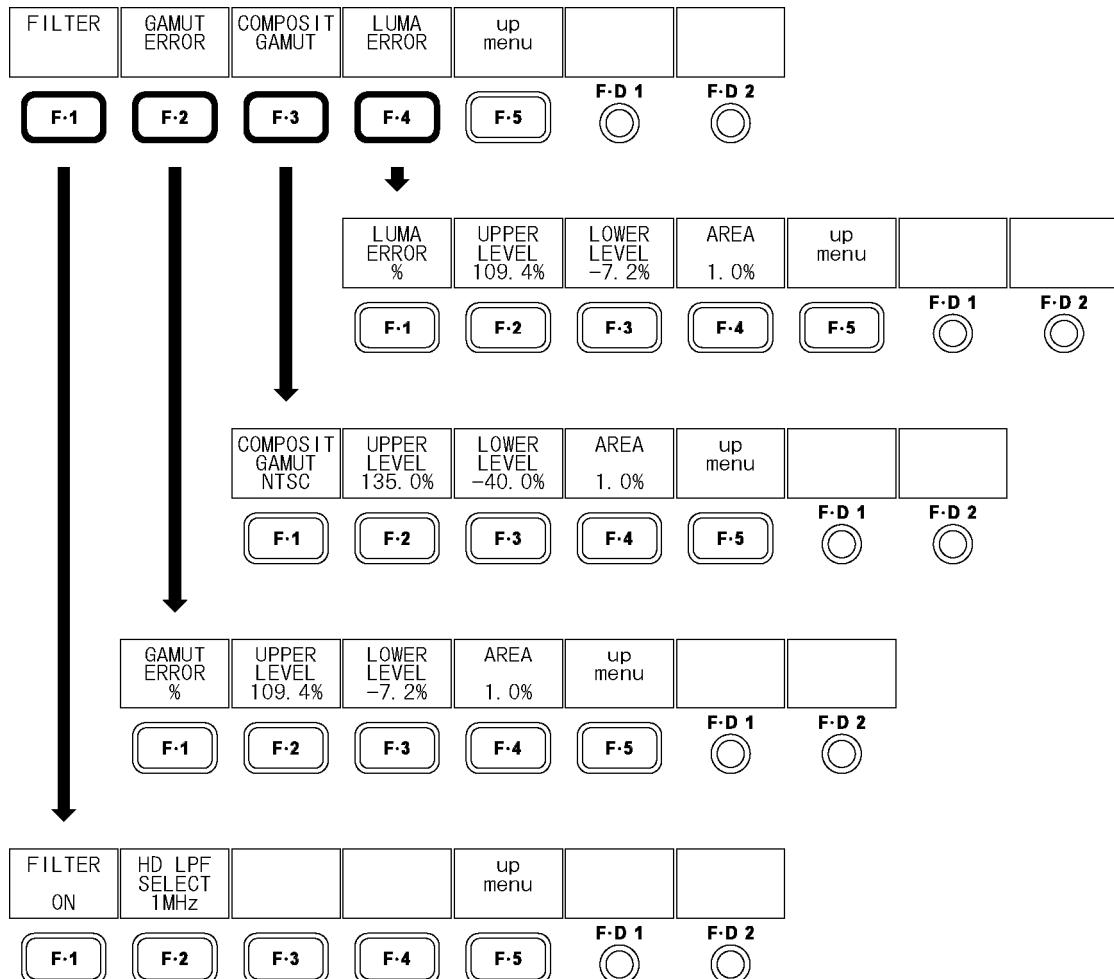 FILTER
GAMUT
ERROR
COMPOSIT
GAMUT
LUMA
ERROR
up
menu
F·1
F·2
F·3
F·4
F·5
F·D 1
F·D 2
LUMA
ERROR
%
UPPER
LEVEL
109. 4%
LOWER
LEVEL
−7. 2%
AREA
1. 0%
up
menu
F·1
F·2
F·3
F·4
F·5
F·D 1
F·D 2
COMPOSIT
GAMUT
NTSC
UPPER
LEVEL
135. 0%
LOWER
LEVEL
−40. 0%
AREA
1. 0%
up
menu
F·1
F·2
F·3
F·4
F·5
F·D 1
F·D 2
GAMUT
ERROR
%
UPPER
LEVEL
109. 4%
LOWER
LEVEL
−7. 2%
AREA
1. 0%
up
menu
F·1
F·2
F·3
F·4
F·5
F·D 1
F·D 2
FILTER
ON
HD LPF
SELECT
1MHz
up
menu
F·1
F·2
F·3
F·4
F·5
F·D 1
F·D 2